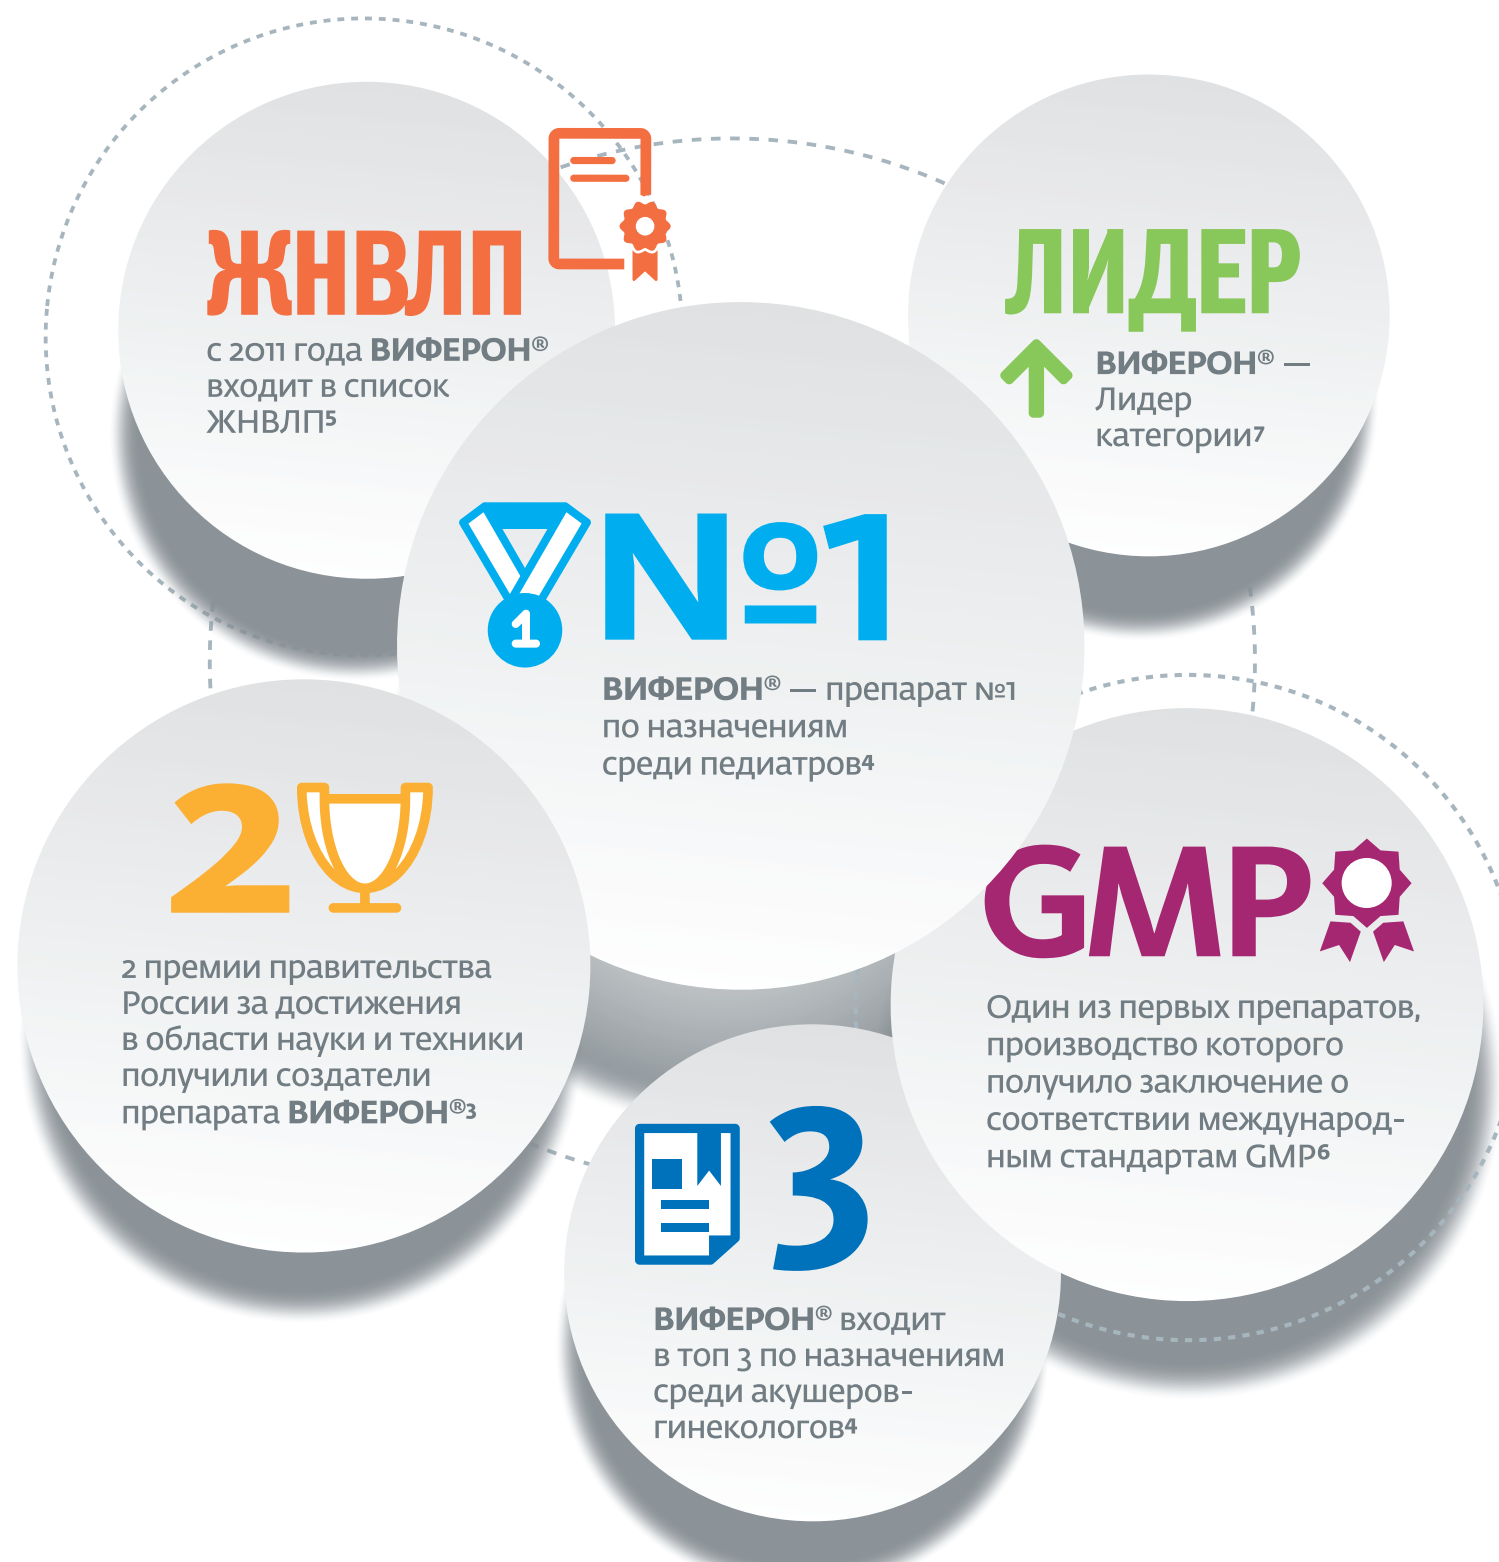 ЖНВЛП
с 2011 года ВИФЕРОН®
входит в список
ЖНВЛП5
ЛИДЕР
ВИФЕРОН® —
Лидер
категории7
1
№1
ВИФЕРОН® — препарат №1
по назначениям
среди педиатров4
2
2 премии правительства
России за достижения
в области науки и техники
получили создатели
препарата ВИФЕРОН®3
GMP
Один из первых препаратов,
производство которого
получило заключение о
соответствии международ-
ным стандартам GMP6
3
ВИФЕРОН® входит
в топ 3 по назначениям
среди акушеров-
гинекологов4